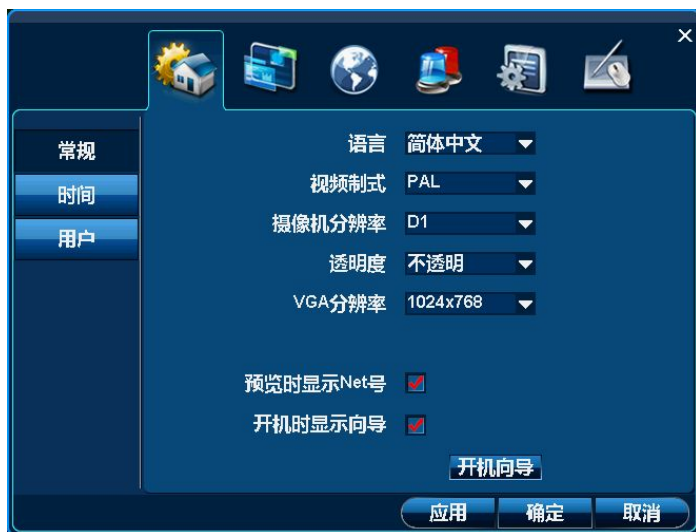 常规
时间
用户
语言 简体中文
视频制式 PAL
摄像机分辨率 D1
透明度 不透明
VGA分辨率 1024x768
预览时显示Net号
开机时显示向导
开机向导
应用 确定 取消